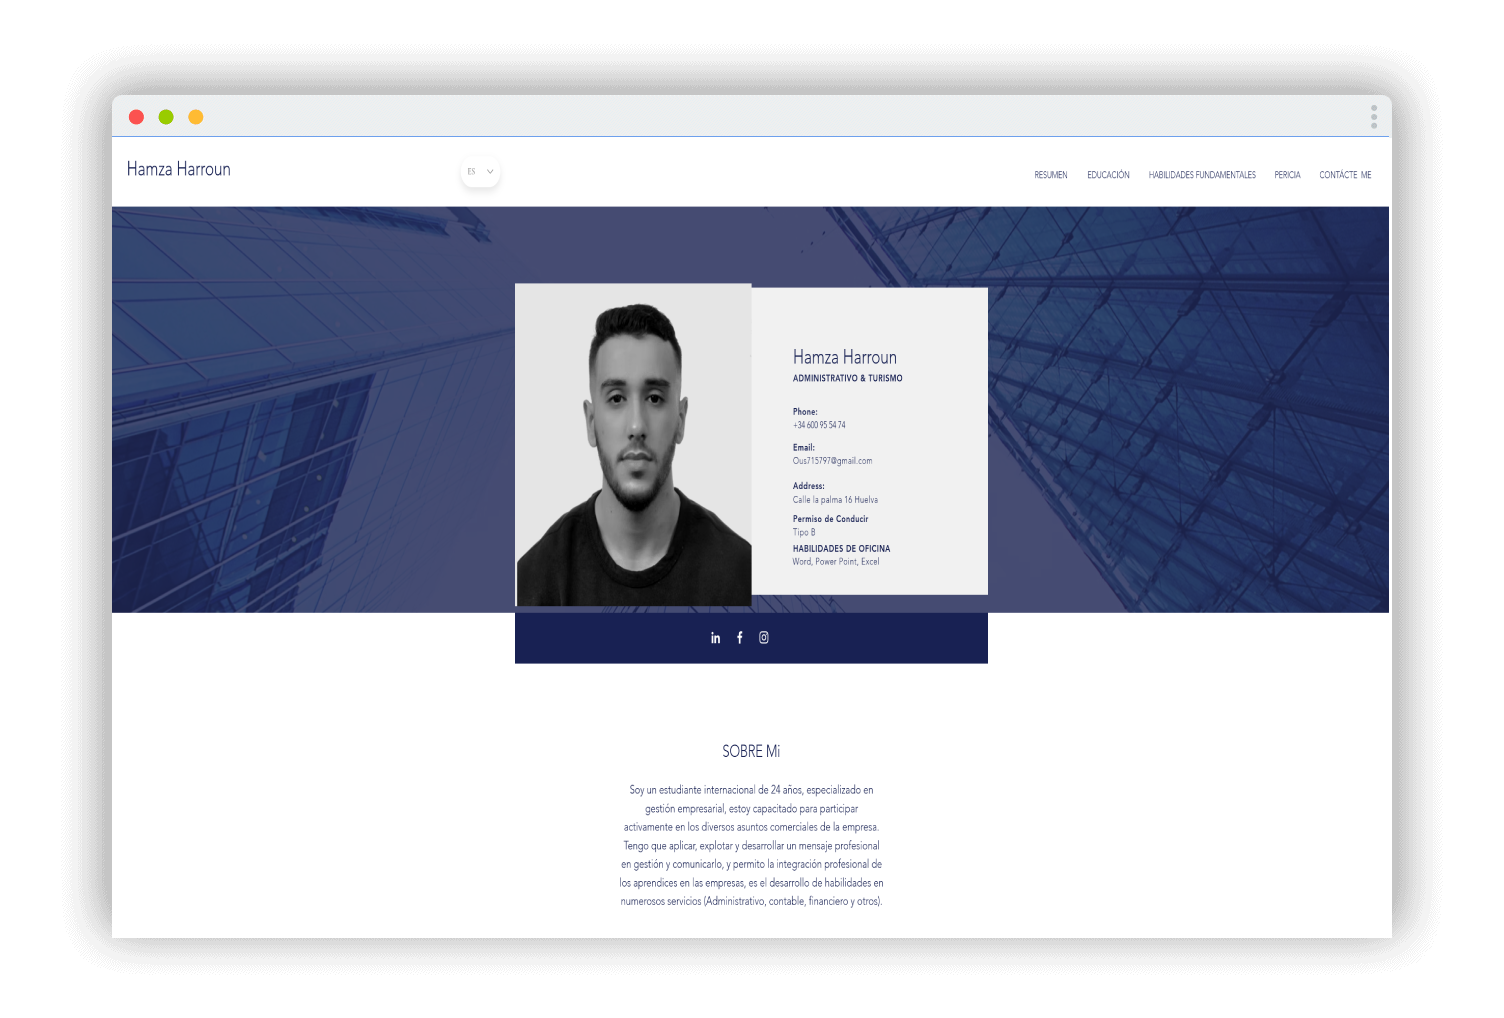 Hamza Harroun
ES
RESUMEN EDUCACIÓN HABILIDADES FUNDAMENTALES PERICIA CONTÁCTE ME
Hamza Harroun
ADMINISTRATIVO & TURISMO
Phone:
+34 600 95 54 74
Email:
Ous715797@gmail.com
Address:
Calle la palma 16 Huelva
Permiso de Conducir
Tipo B
HABILIDADES DE OFICINA
Word, Power Point, Excel
SOBRE Mi
Soy un estudiante internacional de 24 años, especializado en
gestión empresarial, estoy capacitado para participar
activamente en los diversos asuntos comerciales de la empresa.
Tengo que aplicar, explotar y desarrollar un mensaje profesional
en gestión y comunicarlo, y permito la integración profesional de
los aprendices en las empresas, es el desarrollo de habilidades en
numerosos servicios (Administrativo, contable, financiero y otros).